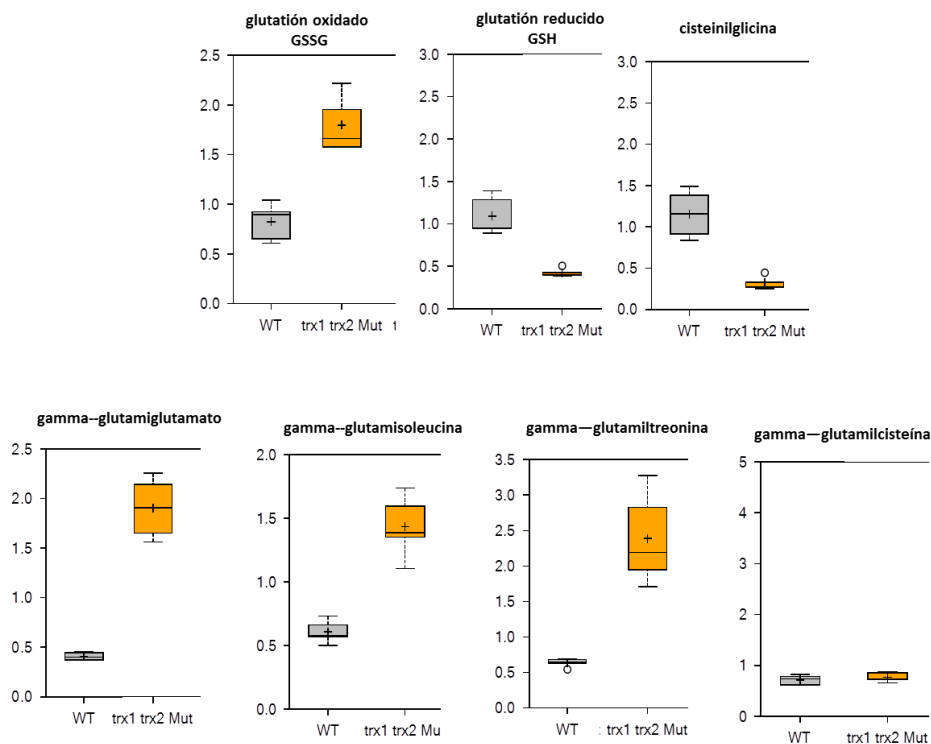 glutatión oxidado
GSSG
2.5
2.0
1.5
1.0
0.5
0.0
WT trx1 trx2 Mut t
glutatión reducido
GSH
3.0
2.5
2.0
1.5
1.0
0.5
0.0
WT trx1 trx2 Mut
cisteinilglicina
3.0
2.5
2.0
1.5
1.0
0.5
0.0
WT trx1 trx2 Mut
gamma--glutamiglutamato
2.5
2.0
1.5
1.0
0.5
0.0
WT trx1 trx2 Mut
gamma--glutamisoleucina
2.0
1.5
1.0
0.5
0.0
WT trx1 trx2 Mu
gamma—glutamiltreonina
3.5
3.0
2.5
2.0
1.5
1.0
0.5
0.0
WT : trx1 trx2 Mut
gamma—glutamilcisteína
5
4
3
2
1
0
WT trx1 trx2 Mut